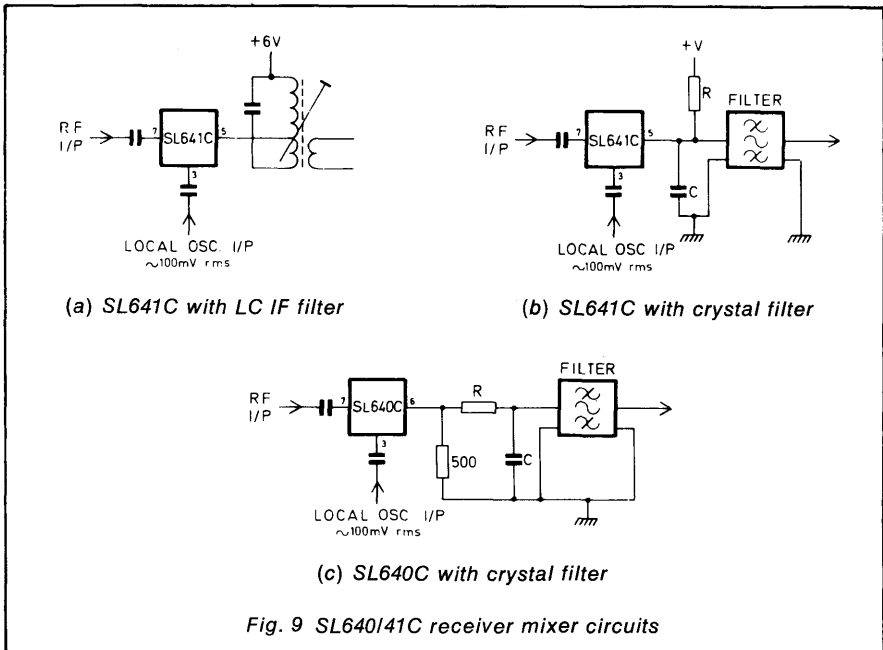 +6V
RF
I/P
7
SL641C
5
3
LOCAL OSC. I/P
~100mV rms
(a) SL641C with LC IF filter
+V
R
FILTER
RF
I/P
7
SL641C
5
C
3
LOCAL OSC I/P
~100mV rms
(b) SL641C with crystal filter
FILTER
RF
I/P
7
SL640C
6
R
3
500
C
LOCAL OSC I/P
~100mV rms
(c) SL640C with crystal filter
Fig. 9 SL640/41C receiver mixer circuits